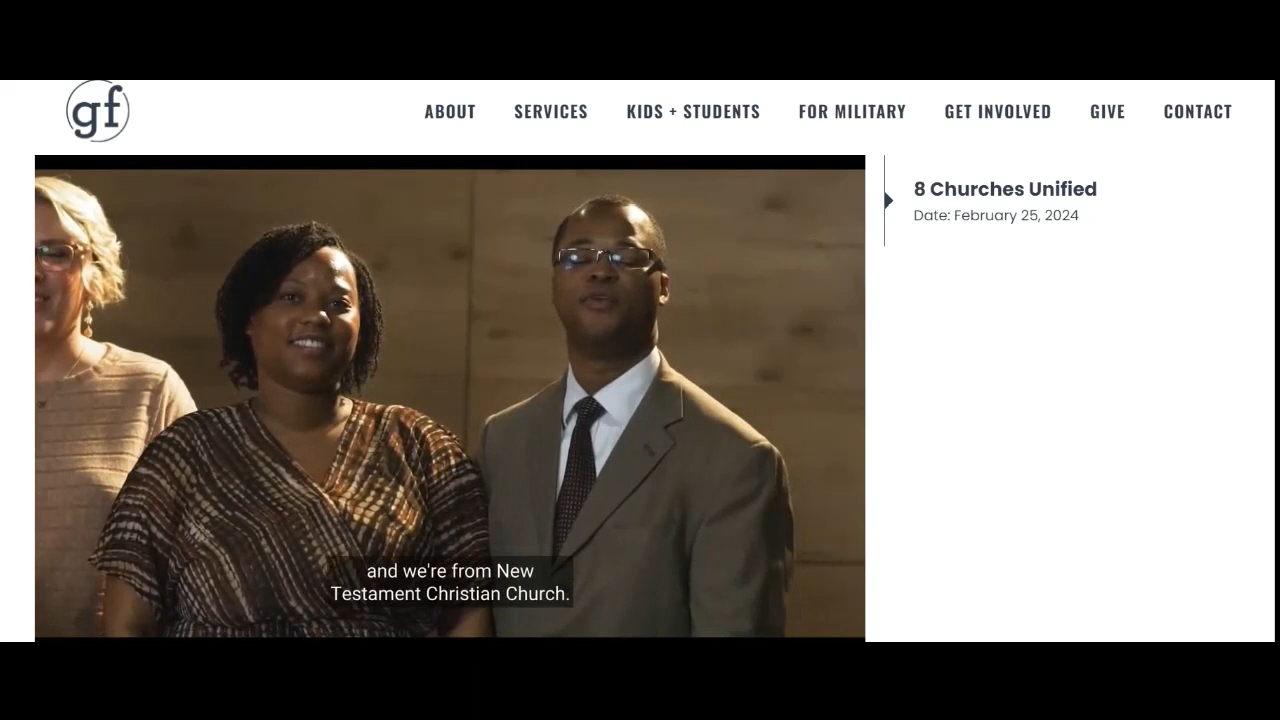 gf
ABOUT SERVICES KIDS + STUDENTS FOR MILITARY GET INVOLVED GIVE CONTACT
8 Churches Unified
Date: February 25, 2024
and we're from New
Testament Christian Church.